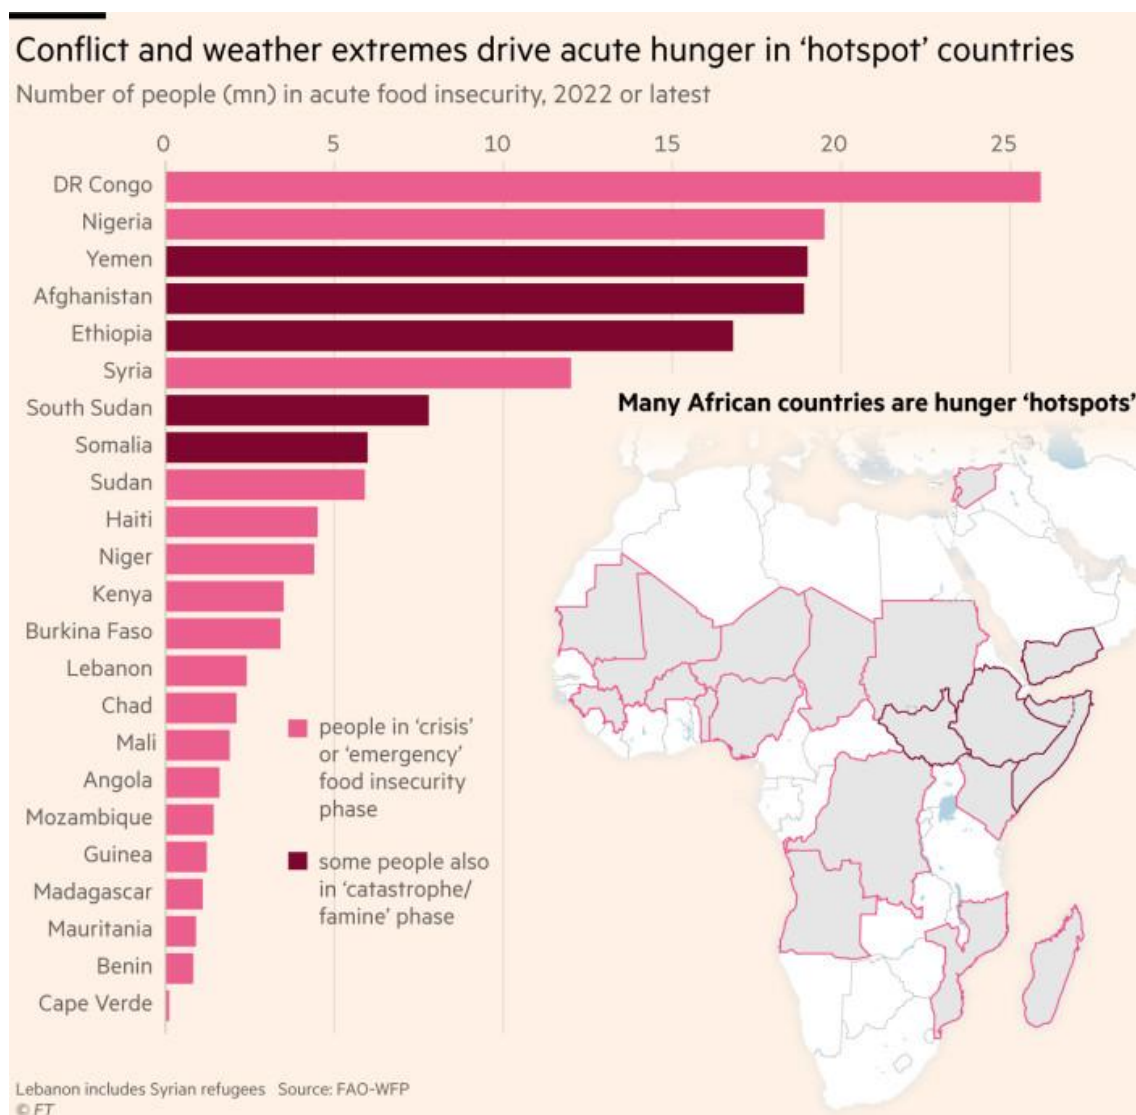 Conflict and weather extremes drive acute hunger in ‘hotspot’ countries
Number of people (mn) in acute food insecurity, 2022 or latest
0 5 10 15 20 25
DR Congo
Nigeria
Yemen
Afghanistan
Ethiopia
Syria
South Sudan
Somalia
Sudan
Haiti
Niger
Kenya
Burkina Faso
Lebanon
Chad
Mali
Angola
Mozambique
Guinea
Madagascar
Mauritania
Benin
Cape Verde
Many African countries are hunger ‘hotspots’
people in ‘crisis’
or ‘emergency’
food insecurity
phase
some people also
in ‘catastrophe/
famine’ phase
Lebanon includes Syrian refugees Source: FAO-WFP
© FT